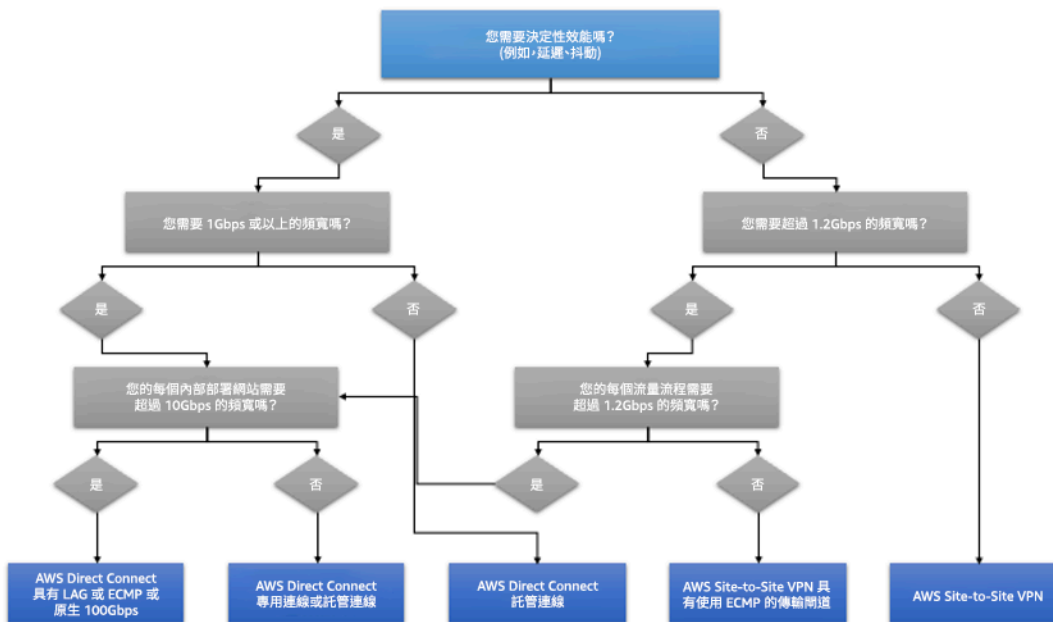 您需要決定性效能嗎？
(例如，延遲、抖動)
是
否
您需要 1Gbps 或以上的頻寬嗎？
您需要超過 1.2Gbps 的頻寬嗎？
是
否
是
否
您的每個內部部署網站需要
超過 10Gbps 的頻寬嗎？
您的每個流量流程需要
超過 1.2Gbps 的頻寬嗎？
是
否
是
否
AWS Direct Connect
具有 LAG 或 ECMP 或
原生 100Gbps
AWS Direct Connect
專用連線或託管連線
AWS Direct Connect
託管連線
AWS Site-to-Site VPN 具
有使用 ECMP 的傳輸閘道
AWS Site-to-Site VPN